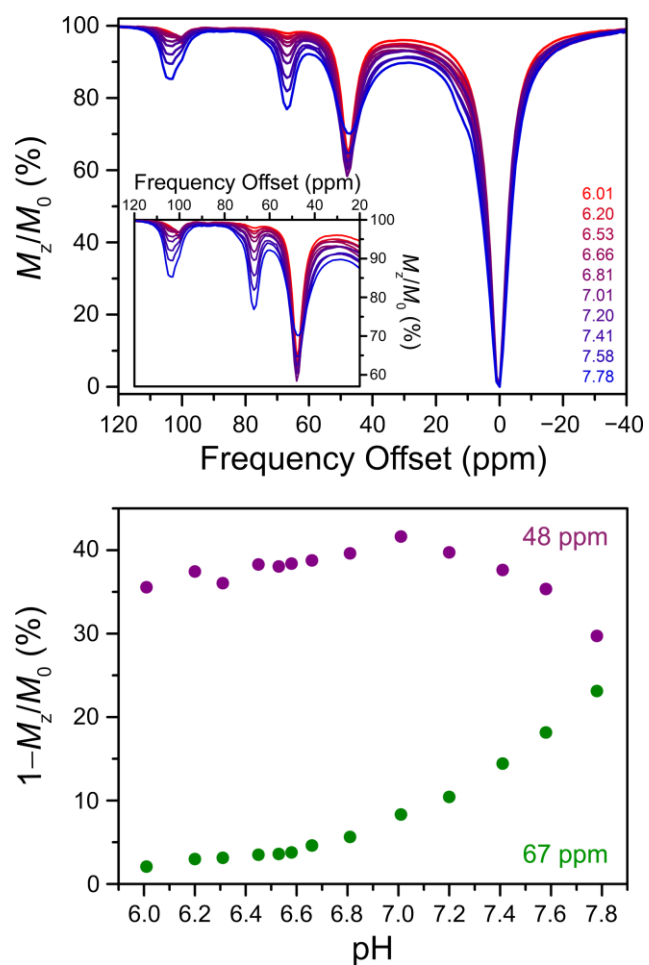 100
80
60
40
20
0
M_z/M_0 (%)
Frequency Offset (ppm)
120 100 80 60 40 20
100
90
80
70
60
M_z/M_0 (%)
6.01
6.20
6.53
6.66
6.81
7.01
7.20
7.41
7.58
7.78
120 100 80 60 40 20 0 −20 −40
Frequency Offset (ppm)
40
30
20
10
0
1−M_z/M_0 (%)
48 ppm
67 ppm
6.0 6.2 6.4 6.6 6.8 7.0 7.2 7.4 7.6 7.8
pH